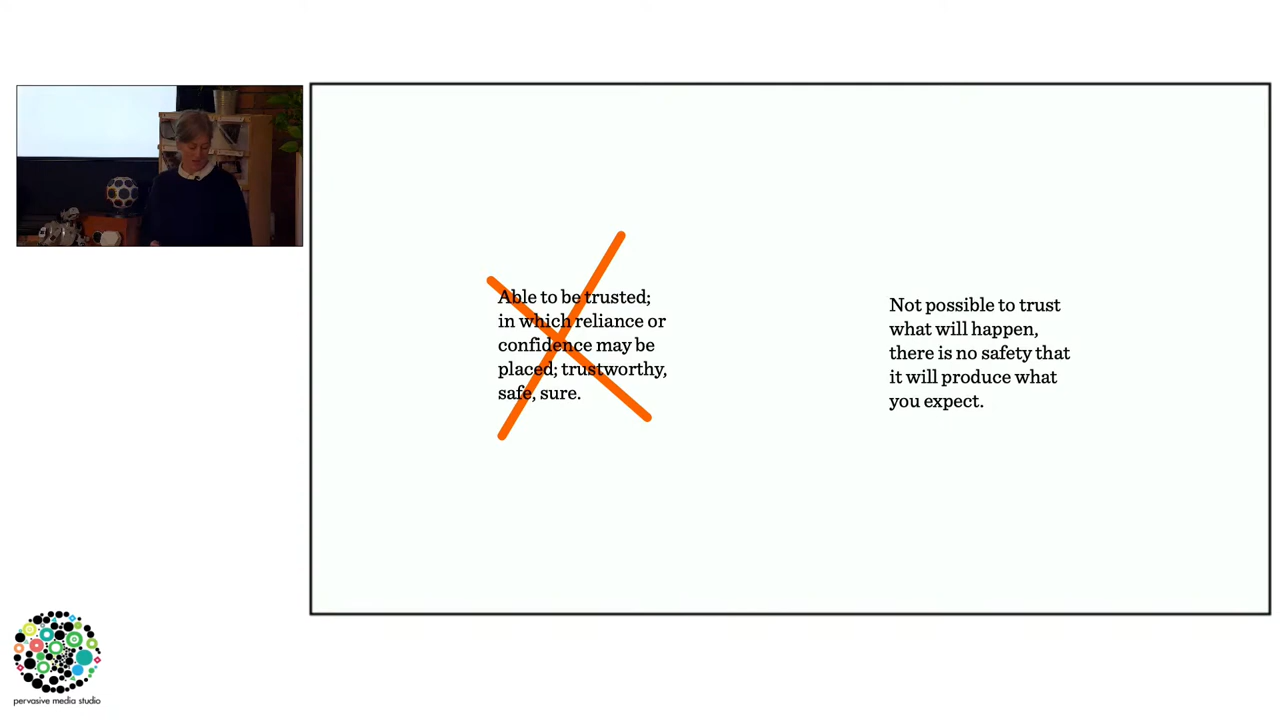 Able to be trusted;
in which reliance or
confidence may be
placed; trustworthy,
safe, sure.
Not possible to trust
what will happen,
there is no safety that
it will produce what
you expect.
pervasive media studio